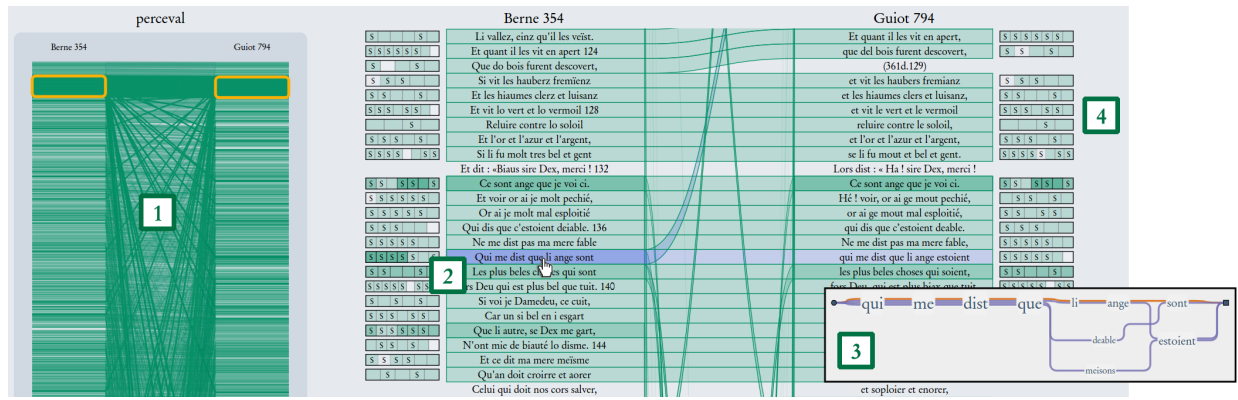 perceval
Berne 354
Guiot 794
1
Berne 354
Guiot 794
Li vallez, einz qu'il les veïst.
Et quant il les vit en apert,
Et quant il les vit en apert 124
que del bois furent descovert,
Que do bois furent descovert,
(361d.129)
Si vit les hauberz fremïenz
et vit les haubers fremianz
Et les hiaumes clerz et luisanz
et les hiaumes clers et luisanz,
Et vit lo vert et lo vermoil 128
et vit le vert et le vermoil
Reluire contro lo soloil
reluire contre le soloil,
Et l'or et l'azur et l'argent,
et l'or et l'azur et l'argent,
Si li fu molt tres bel et gent
se li fu mout et bel et gent.
Et dit : «Biaus sire Dex, merci ! 132
Lors dist : « Ha ! sire Dex, merci !
Ce sont ange que je voi ci.
Ce sont ange que je voi ci.
Et voir or ai je molt pechié,
Hé ! voir, or ai ge mout pechié,
Or ai je molt mal esploitié
or ai ge mout mal esploitié,
Qui dis que c'estoient deiable. 136
qui dis que c'estoient deable.
Ne me dist pas ma mere fable
Ne me dist pas ma mere fable,
Qui me dist que li ange sont
qui me dist que li ange estoient
Les plus beles choses qui sont
les plus beles choses qui soient,
Deu qui est plus bel que tuit. 140
fors Deu, qui est plus biax que tuit.
Si voi je Damedeu, ce cuit,
Car un si bel en i esgart
Que li autre, se Dex me gart,
N'ont mie de biauté lo disme. 144
Et ce dit ma mere meïsme
Qu'an doit croirre et aorer
Celui qui doit nos cors salver,
et soploier et enorer,
2
4
3
qui me dist que li ange sont
deable
estoient
meisons